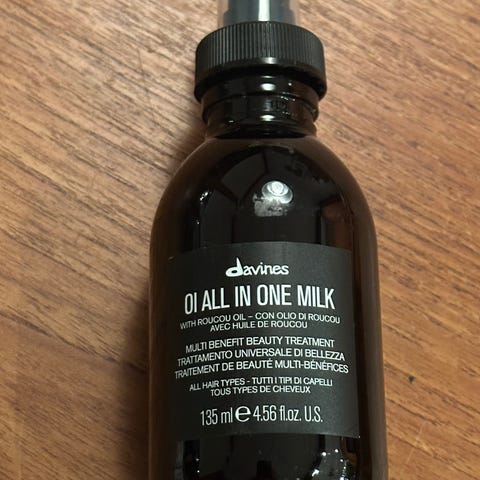 davines
OI ALL IN ONE MILK
WITH ROUCOU OIL – CON OLIO DI ROUCOU
AVEC HUILE DE ROUCOU
MULTI BENEFIT BEAUTY TREATMENT
TRATTAMENTO UNIVERSALE DI BELLEZZA
TRAITEMENT DE BEAUTÉ MULTI-BÉNÉFICES
ALL HAIR TYPES - TUTTI I TIPI DI CAPELLI
TOUS TYPES DE CHEVEUX
135 ml ℮ 4.56 fl.oz. U.S.